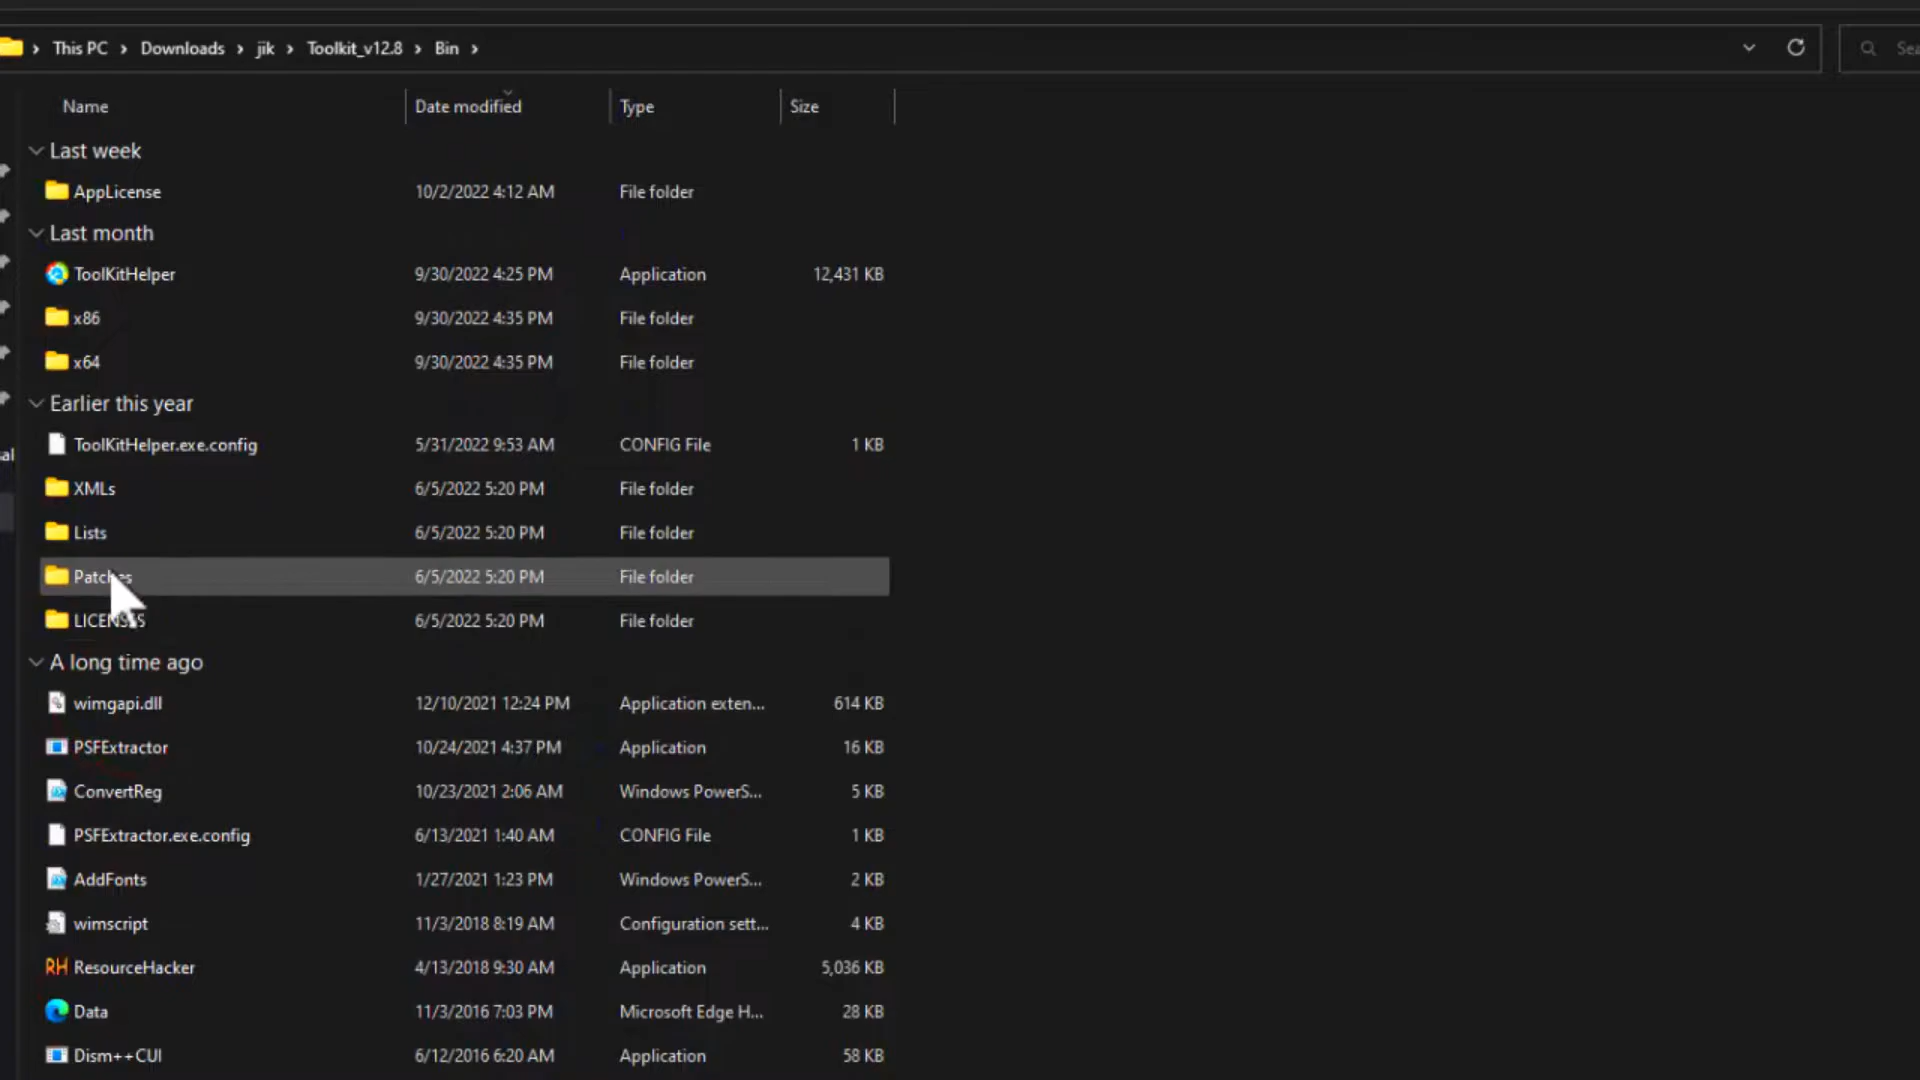 This PC > Downloads > jik > Toolkit_v12.8 > Bin >
Name Date modified Type Size
Last week
AppLicense 10/2/2022 4:12 AM File folder
Last month
ToolKitHelper 9/30/2022 4:25 PM Application 12,431 KB
x86 9/30/2022 4:35 PM File folder
x64 9/30/2022 4:35 PM File folder
Earlier this year
ToolKitHelper.exe.config 5/31/2022 9:53 AM CONFIG File 1 KB
XMLs 6/5/2022 5:20 PM File folder
Lists 6/5/2022 5:20 PM File folder
Patches 6/5/2022 5:20 PM File folder
6/5/2022 5:20 PM File folder
A long time ago
wimgapi.dll 12/10/2021 12:24 PM Application exten... 614 KB
PSFExtractor 10/24/2021 4:37 PM Application 16 KB
ConvertReg 10/23/2021 2:06 AM Windows PowerS... 5 KB
PSFExtractor.exe.config 6/13/2021 1:40 AM CONFIG File 1 KB
AddFonts 1/27/2021 1:23 PM Windows PowerS... 2 KB
wimscript 11/3/2018 8:19 AM Configuration sett... 4 KB
RH ResourceHacker 4/13/2018 9:30 AM Application 5,036 KB
Data 11/3/2016 7:03 PM Microsoft Edge H... 28 KB
Dism++CUI 6/12/2016 6:20 AM Application 58 KB